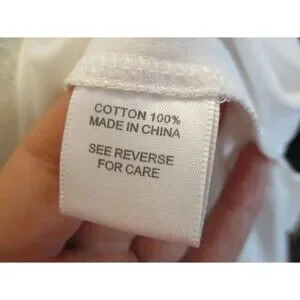 COTTON 100%
MADE IN CHINA
SEE REVERSE
FOR CARE